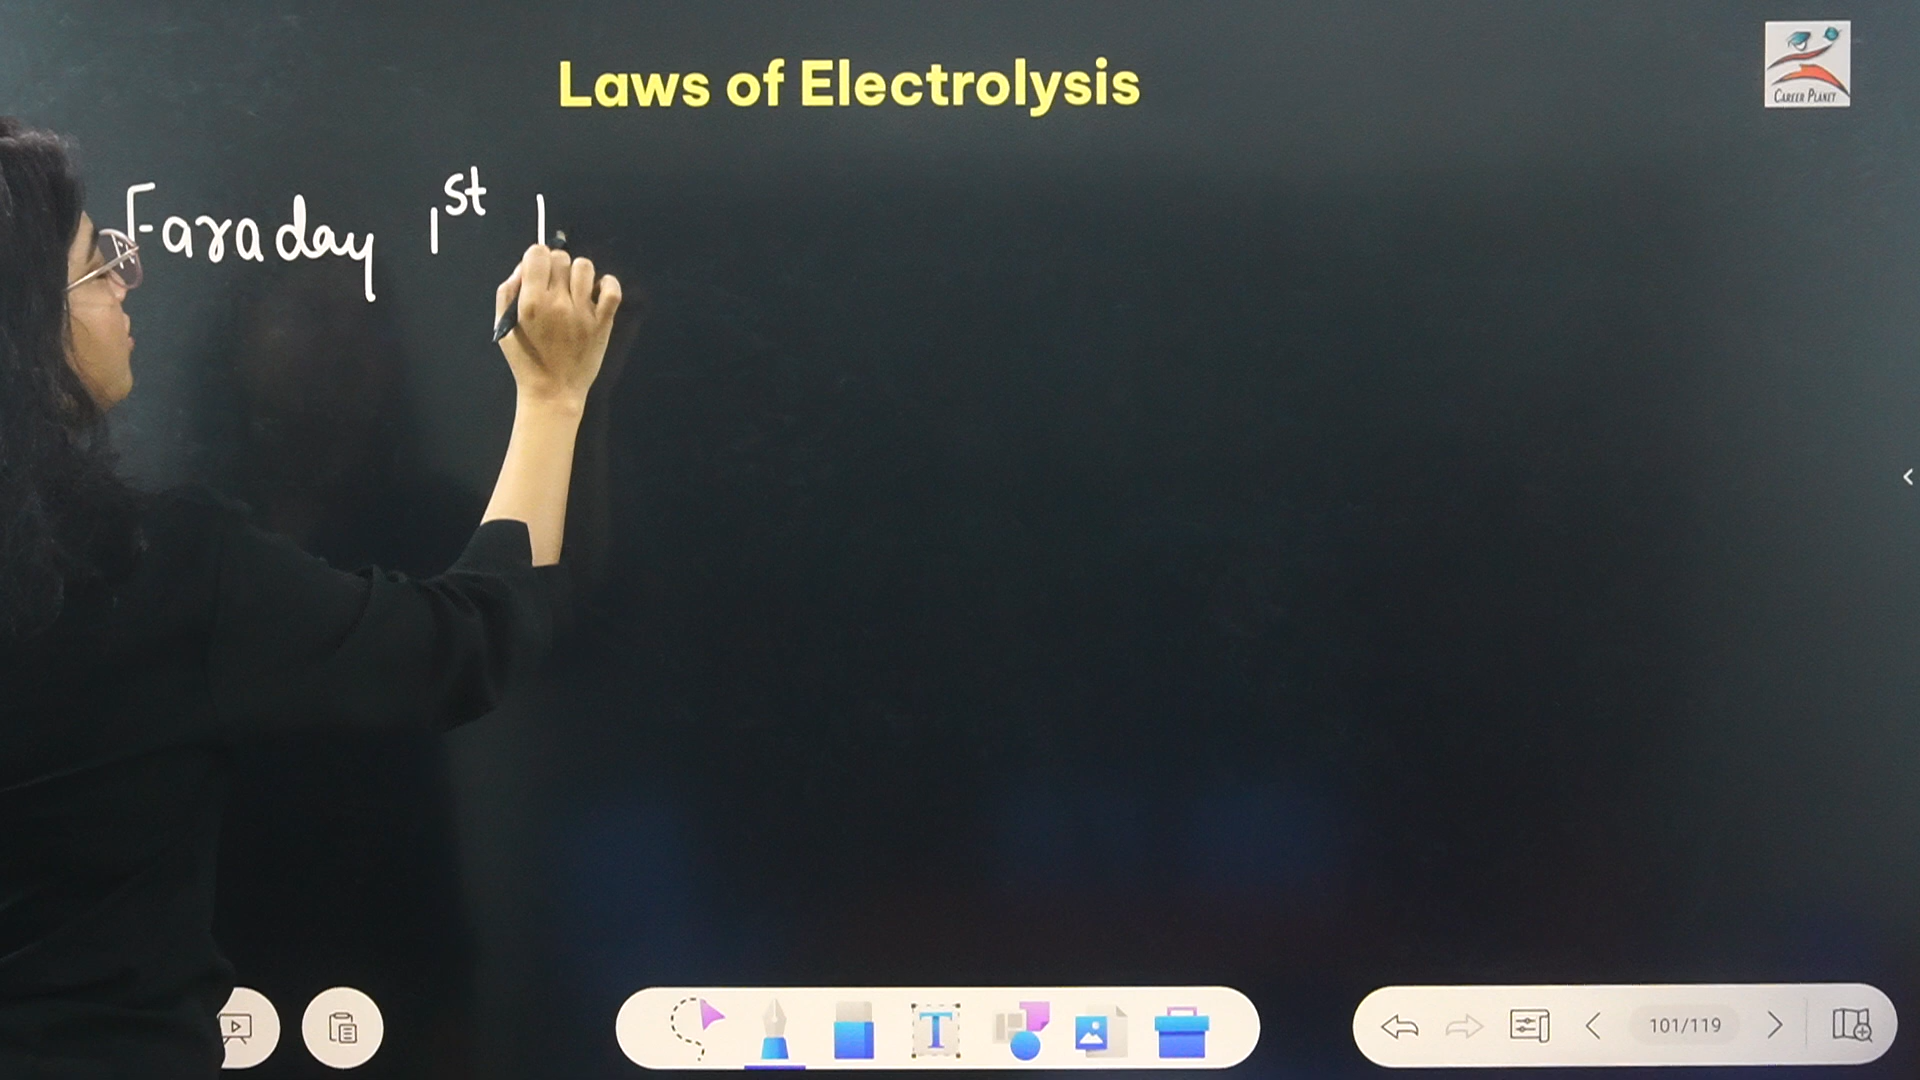 Laws of Electrolysis
CAREER PLANET
Faraday 1st l
T
101/119